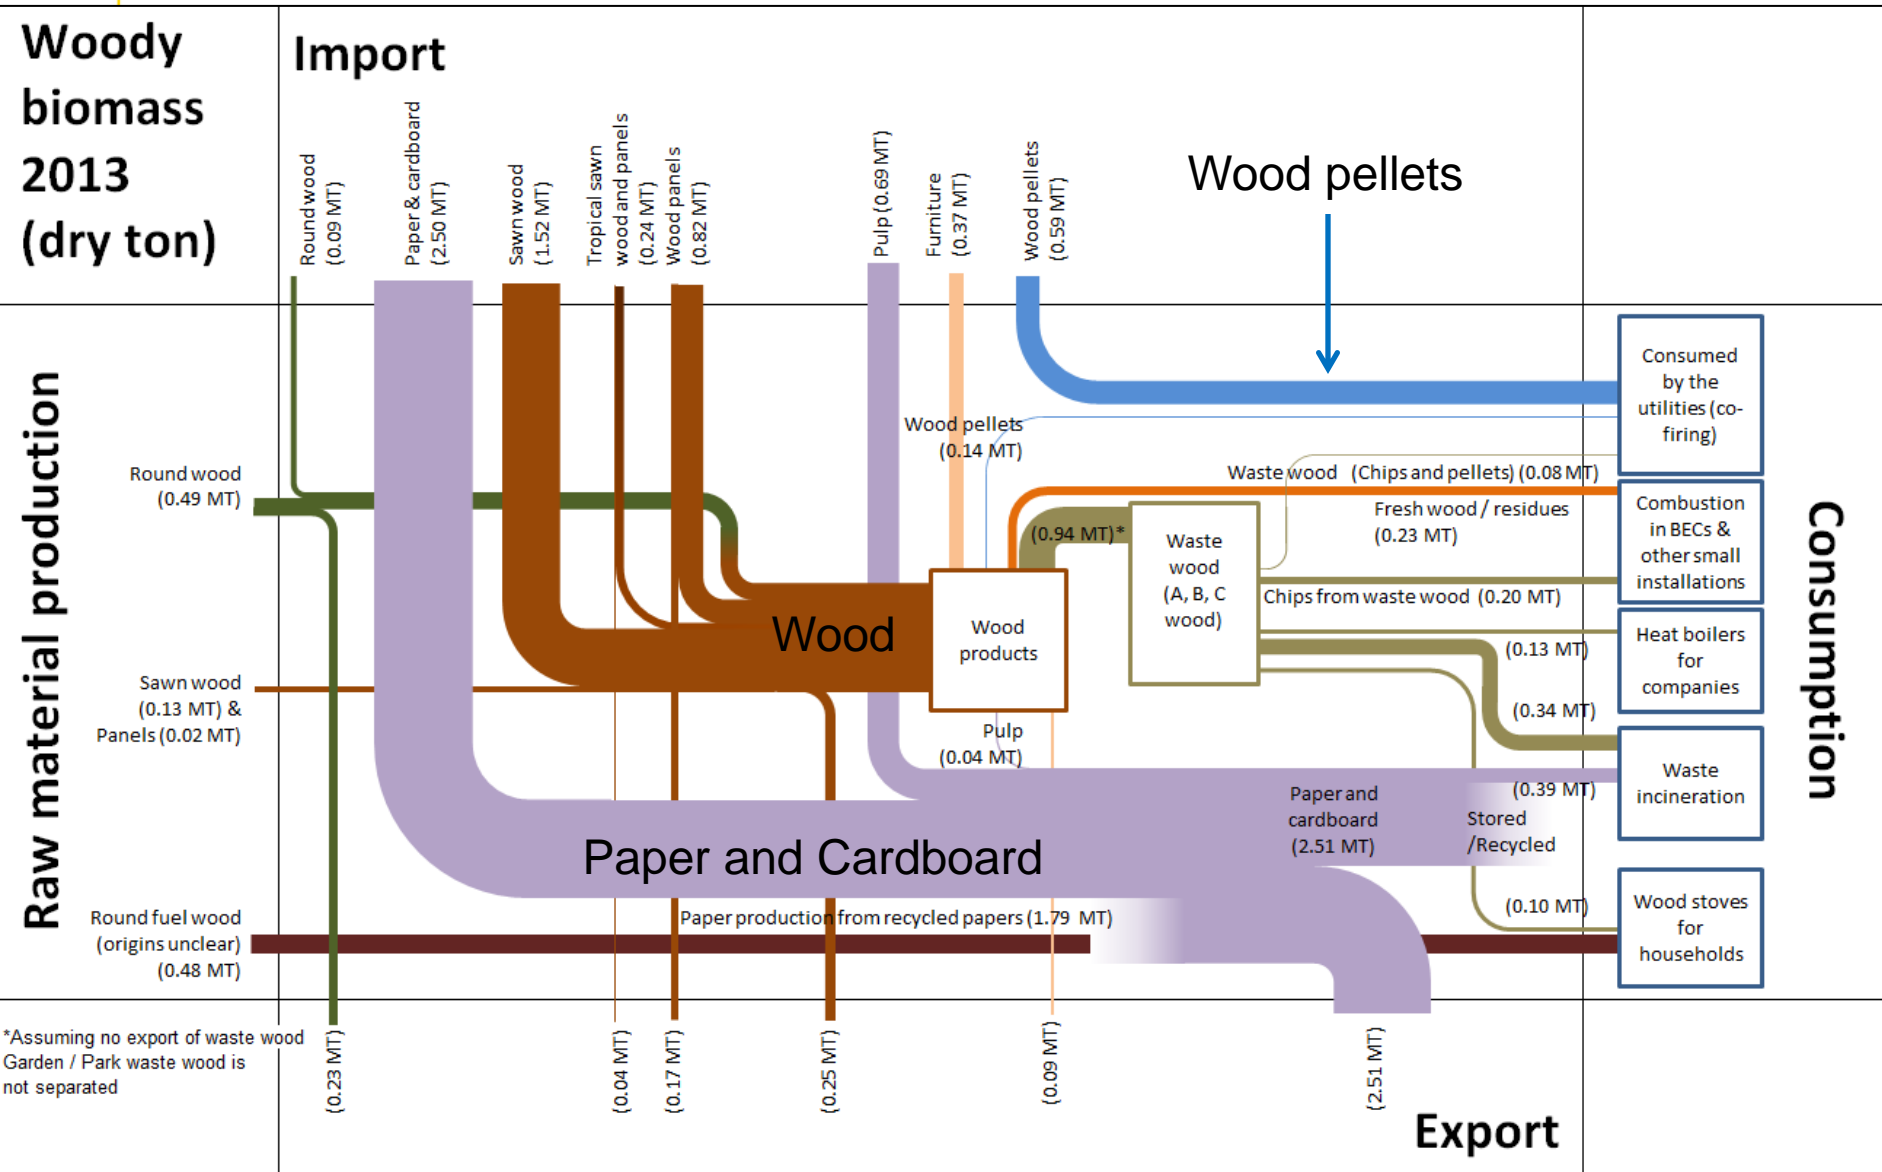 Woody
biomass
2013
(dry ton)
Import
Round wood
(0.09 MT)
Paper & cardboard
(2.50 MT)
Sawn wood
(1.52 MT)
Tropical sawn
wood and panels
(0.24 MT)
Wood panels
(0.82 MT)
Pulp (0.69 MT)
Furniture
(0.37 MT)
Wood pellets
(0.59 MT)
Wood pellets
Raw material production
Round wood
(0.49 MT)
Sawn wood
(0.13 MT) &
Panels (0.02 MT)
Round fuel wood
(origins unclear)
(0.48 MT)
Wood pellets
(0.14 MT)
Waste wood (Chips and pellets) (0.08 MT)
Fresh wood / residues
(0.23 MT)
(0.94 MT)*
Waste
wood
(A, B, C
wood)
Chips from waste wood (0.20 MT)
Wood
Wood
products
(0.13 MT)
(0.34 MT)
Pulp
(0.04 MT)
(0.39 MT)
Paper and
cardboard
(2.51 MT)
Stored
/Recycled
Paper and Cardboard
(0.10 MT)
Paper production from recycled papers (1.79 MT)
Consumed
by the
utilities (co-
firing)
Combustion
in BECs &
other small
installations
Heat boilers
for
companies
Waste
incineration
Wood stoves
for
households
Consumption
*Assuming no export of waste wood
Garden / Park waste wood is
not separated
(0.23 MT)
(0.04 MT)
(0.17 MT)
(0.25 MT)
(0.09 MT)
(2.51 MT)
Export